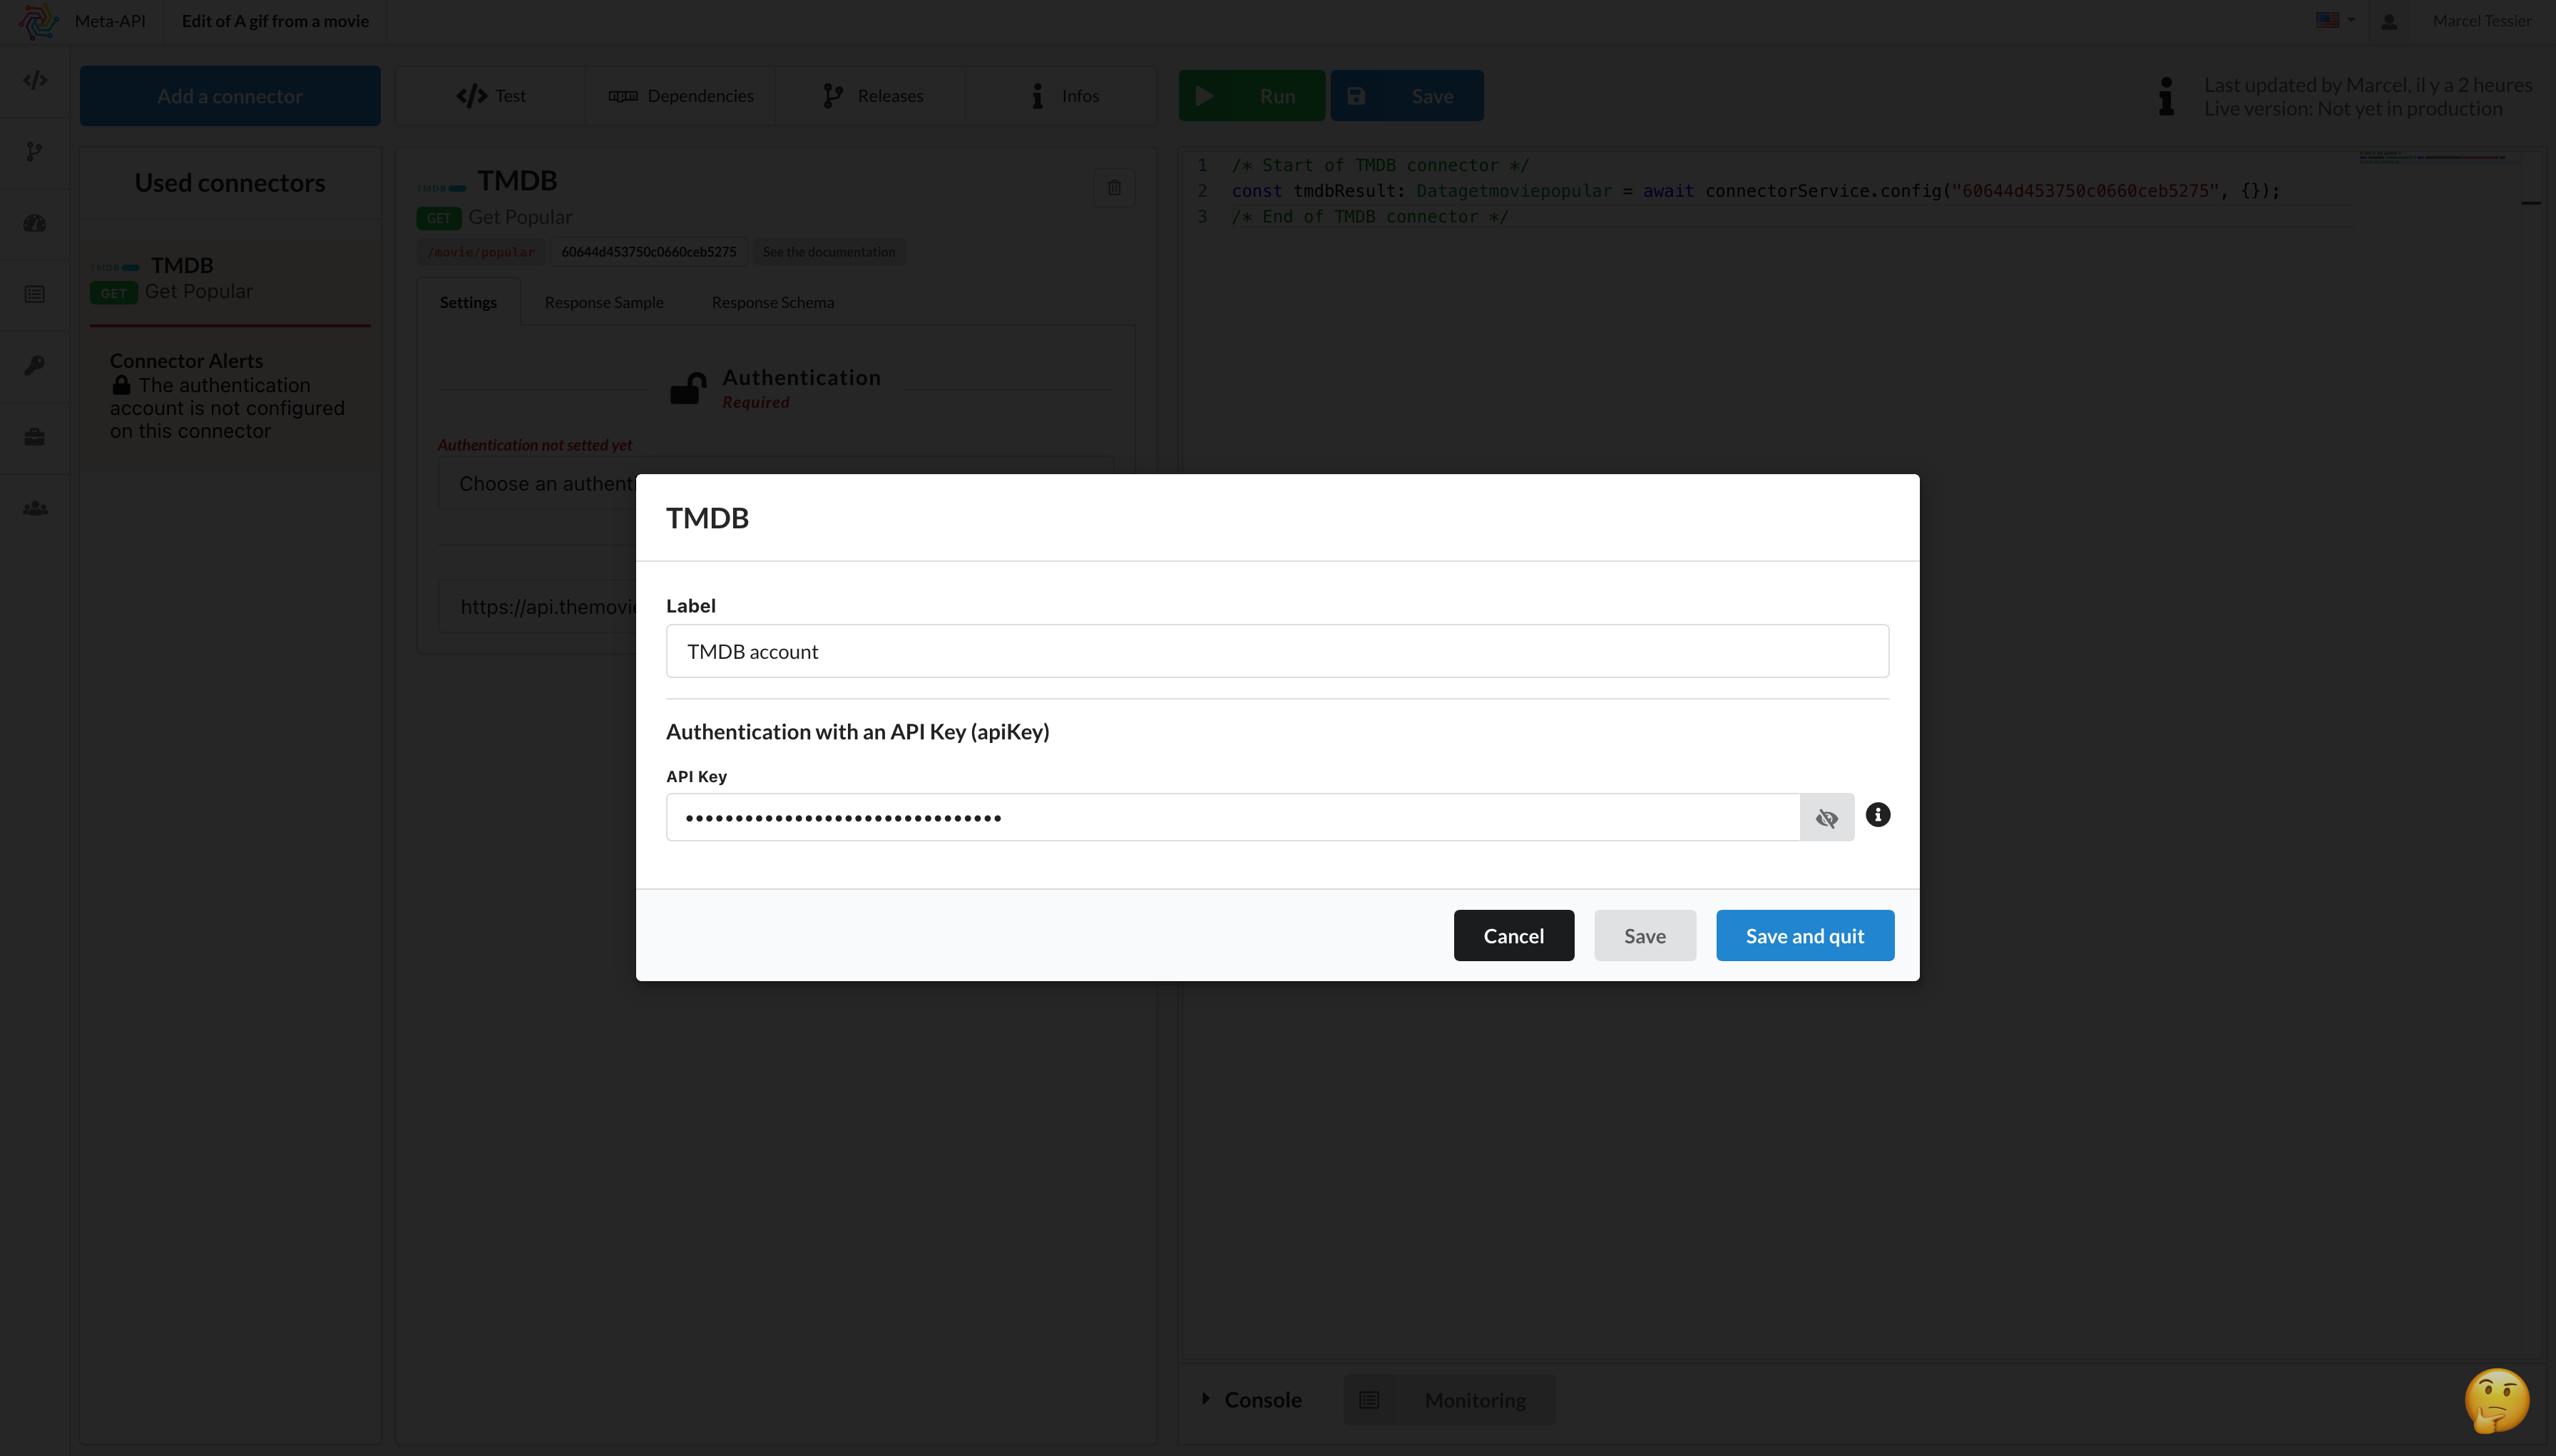 Meta-API
Edit of A gif from a movie
Marcel Tessier
Add a connector
Test
Dependencies
Releases
Infos
Run
Save
Last updated by Marcel, il y a 2 heures
Live version: Not yet in production
Used connectors
TMDB
TMDB
GET
Get Popular
Connector Alerts
The authentication
account is not configured
on this connector
TMDB
TMDB
GET
Get Popular
/movie/popular
60644d453750c0660ceb5275
See the documentation
Settings
Response Sample
Response Schema
Authentication
Required
Authentication not setted yet
Choose an authent
https://api.themovi
1 /* Start of TMDB connector */
2 const tmdbResult: Datagetmoviepopular = await connectorService.config("60644d453750c0660ceb5275", {});
3 /* End of TMDB connector */
TMDB
Label
TMDB account
Authentication with an API Key (apiKey)
API Key
••••••••••••••••••••••••••••••••
Cancel
Save
Save and quit
Console
Monitoring